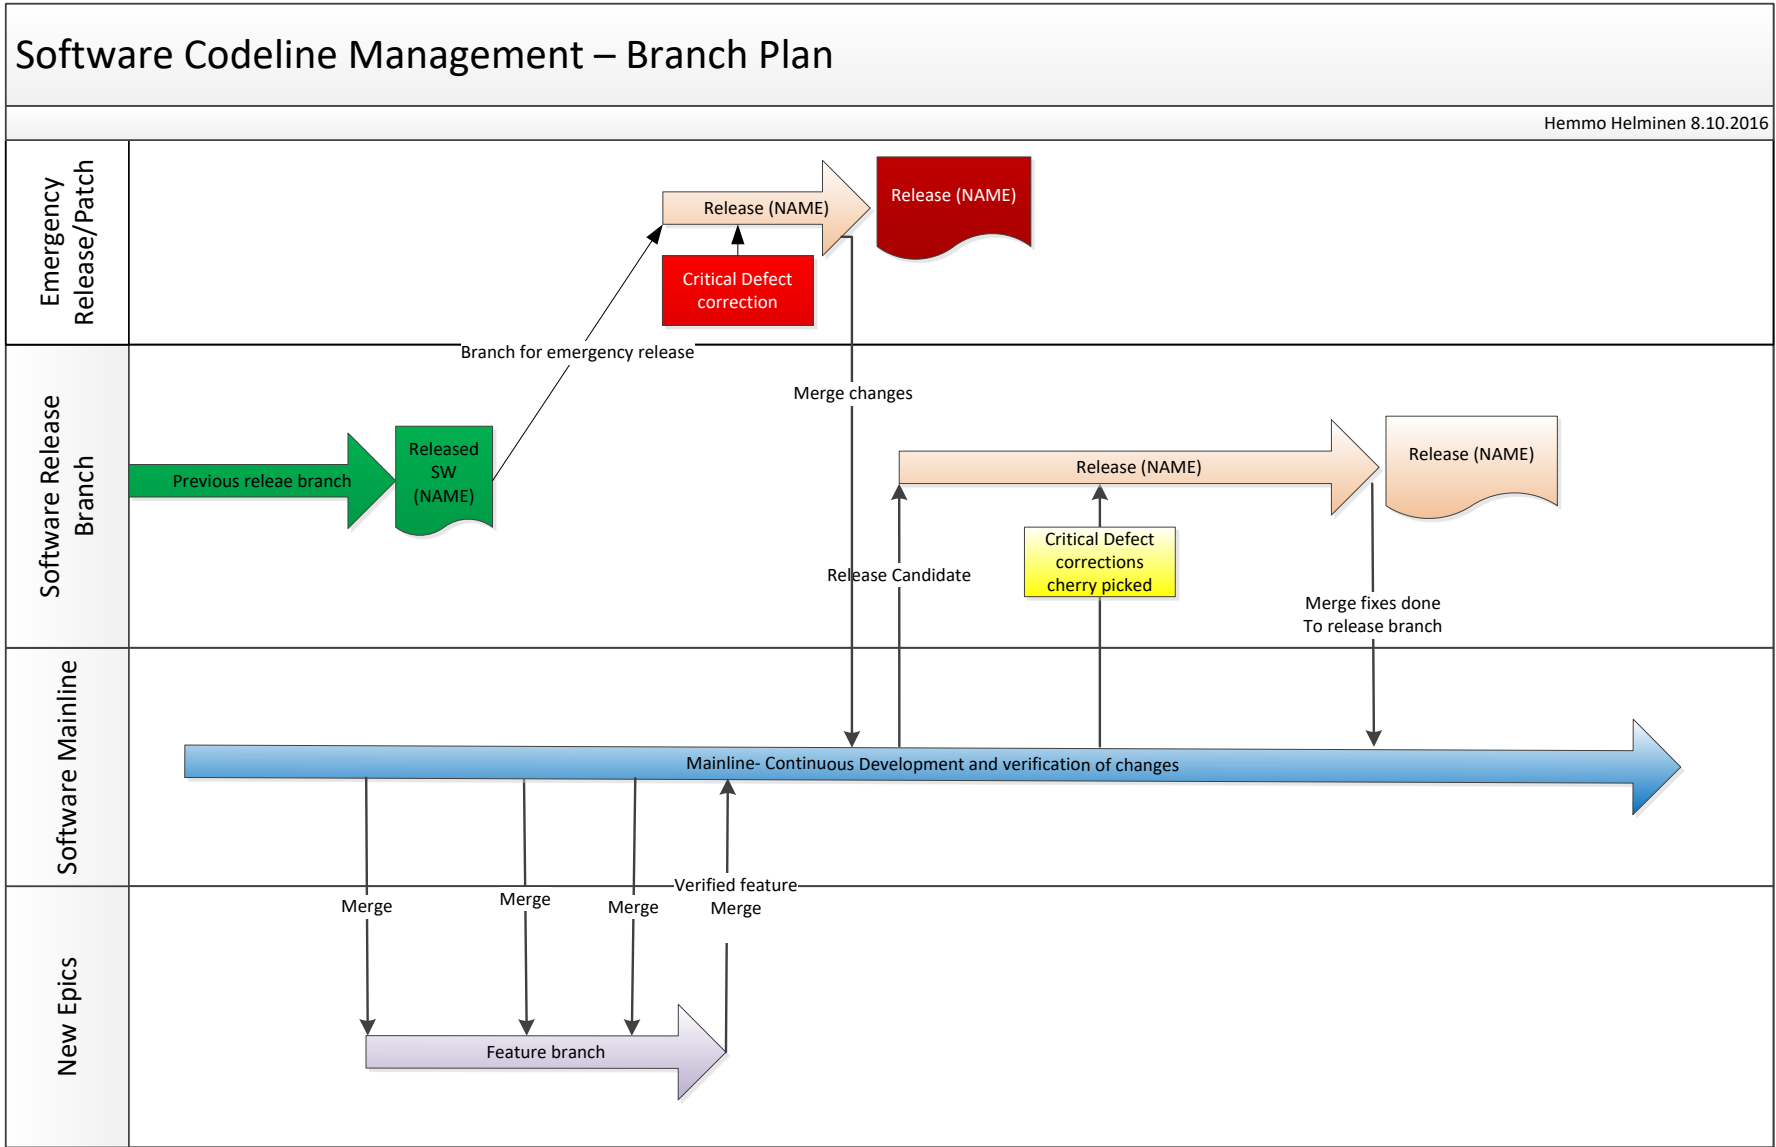 Software Codeline Management – Branch Plan
Hemmo Helminen 8.10.2016
Emergency
Release/Patch
Release (NAME)
Release (NAME)
Critical Defect
correction
Branch for emergency release
Merge changes
Software Release
Branch
Previous releae branch
Released
SW
(NAME)
Release (NAME)
Release (NAME)
Critical Defect
corrections
cherry picked
Release Candidate
Merge fixes done
To release branch
Software Mainline
Mainline- Continuous Development and verification of changes
Verified feature
Merge
Merge
Merge
Merge
New Epics
Feature branch